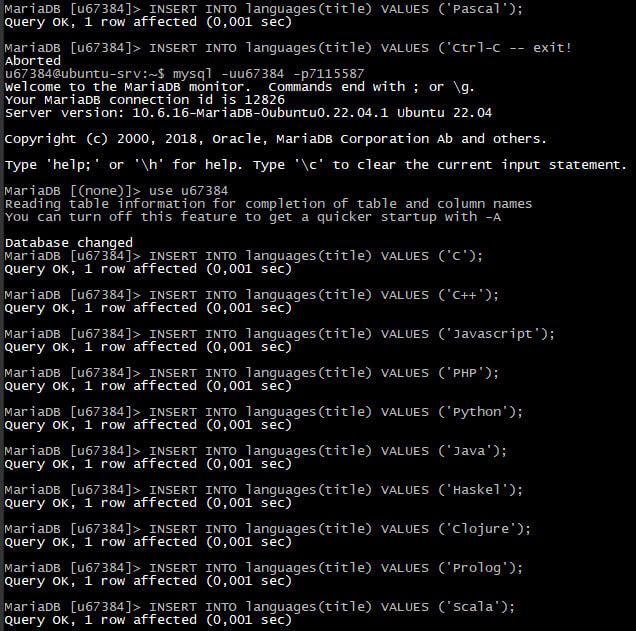 MariaDB [u67384]> INSERT INTO languages(title) VALUES ('Pascal');
Query OK, 1 row affected (0,001 sec)
MariaDB [u67384]> INSERT INTO languages(title) VALUES ('Ctrl-C -- exit!
Aborted
u67384@ubuntu-srv:~$ mysql -uu67384 -p7115587
Welcome to the MariaDB monitor.  Commands end with ; or \g.
Your MariaDB connection id is 12826
Server version: 10.6.16-MariaDB-0ubuntu0.22.04.1 Ubuntu 22.04
Copyright (c) 2000, 2018, Oracle, MariaDB Corporation Ab and others.
Type 'help;' or '\h' for help. Type '\c' to clear the current input statement.
MariaDB [(none)]> use u67384
Reading table information for completion of table and column names
You can turn off this feature to get a quicker startup with -A
Database changed
MariaDB [u67384]> INSERT INTO languages(title) VALUES ('C');
Query OK, 1 row affected (0,001 sec)
MariaDB [u67384]> INSERT INTO languages(title) VALUES ('C++');
Query OK, 1 row affected (0,001 sec)
MariaDB [u67384]> INSERT INTO languages(title) VALUES ('Javascript');
Query OK, 1 row affected (0,001 sec)
MariaDB [u67384]> INSERT INTO languages(title) VALUES ('PHP');
Query OK, 1 row affected (0,001 sec)
MariaDB [u67384]> INSERT INTO languages(title) VALUES ('Python');
Query OK, 1 row affected (0,001 sec)
MariaDB [u67384]> INSERT INTO languages(title) VALUES ('Java');
Query OK, 1 row affected (0,001 sec)
MariaDB [u67384]> INSERT INTO languages(title) VALUES ('Haskel');
Query OK, 1 row affected (0,001 sec)
MariaDB [u67384]> INSERT INTO languages(title) VALUES ('Clojure');
Query OK, 1 row affected (0,001 sec)
MariaDB [u67384]> INSERT INTO languages(title) VALUES ('Prolog');
Query OK, 1 row affected (0,001 sec)
MariaDB [u67384]> INSERT INTO languages(title) VALUES ('Scala');
Query OK, 1 row affected (0,001 sec)